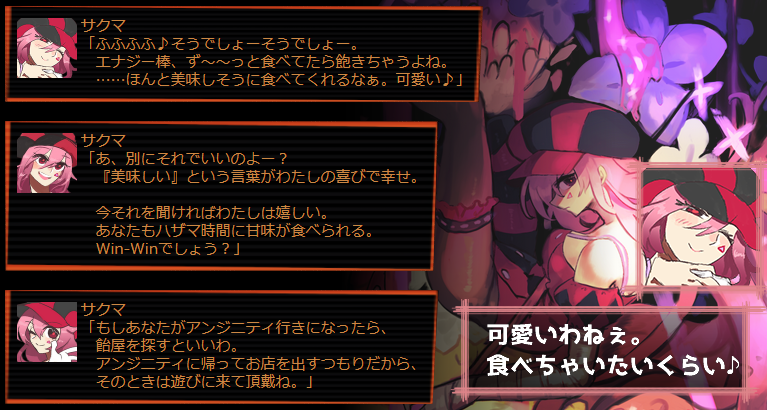 サクマ
「ふふふふ♪そうでしょーそうでしょー。
エナジー棒、ず～～っと食べてたら飽きちゃうよね。
……ほんと美味しそうに食べてくれるなぁ。可愛い♪」
サクマ
「あ、別にそれでいいのよー？
『美味しい』という言葉がわたしの喜びで幸せ。
今それを聞ければわたしは嬉しい。
あなたもハザマ時間に甘味が食べられる。
Win-Winでしょう？」
サクマ
「もしあなたがアンジニティ行きになったら、
飴屋を探すといいわ。
アンジニティに帰ってお店を出すつもりだから、
そのときは遊びに来て頂戴ね。」
可愛いわねぇ。
食べちゃいたいくらい♪